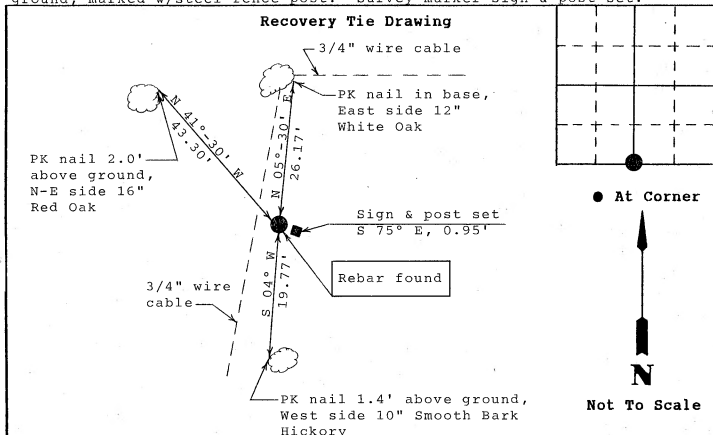 ground, marked w/steel fence post. Survey marker sign & post set.
Recovery Tie Drawing
3/4" wire cable
PK nail in base,
East side 12"
White Oak
N 41°-30' W
43.30'
N 05°-30' E
26.17'
PK nail 2.0'
above ground,
N-E side 16"
Red Oak
Sign & post set
S 75° E, 0.95'
Rebar found
3/4" wire
cable
S 04° W
19.77'
PK nail 1.4' above ground,
West side 10" Smooth Bark
Hickory
At Corner
N
Not To Scale